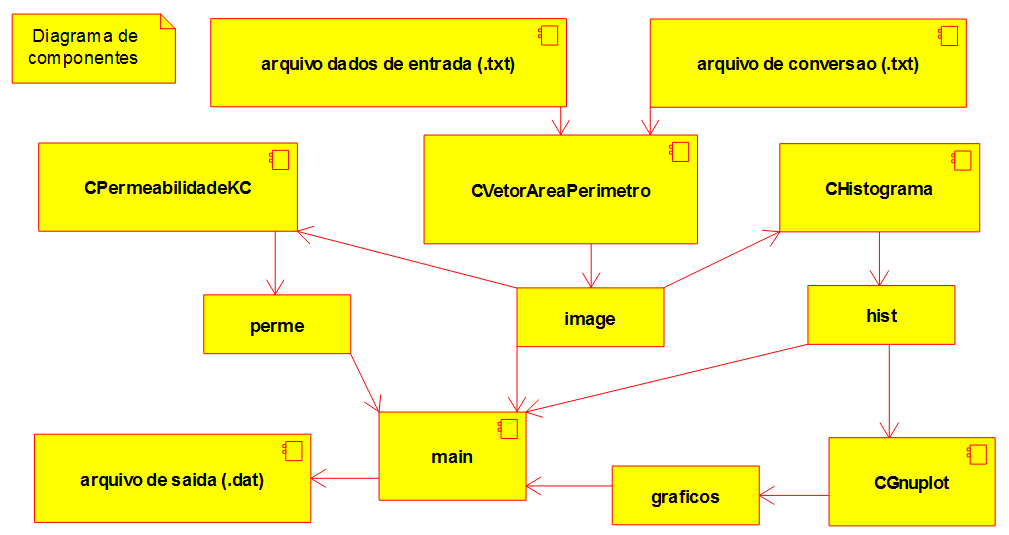 Diagrama de
componentes
arquivo dados de entrada (.txt)
arquivo de conversao (.txt)
CPermeabilidadeKC
CVetorAreaPerimetro
CHistograma
perme
image
hist
main
arquivo de saida (.dat)
graficos
CGnuplot